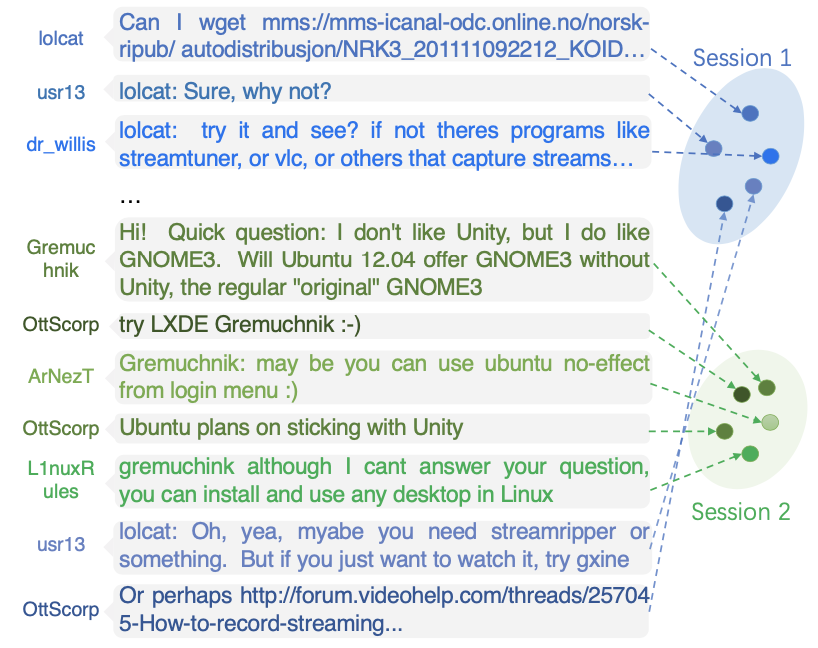 lolcat
Can I wget mms://mms-icanal-odc.online.no/norsk-
ripub/ autodistribusjon/NRK3_201111092212_KOID...
Session 1
usr13
lolcat: Sure, why not?
dr_willis
lolcat: try it and see? if not theres programs like
streamtuner, or vlc, or others that capture streams...
...
Gremuc
hnik
Hi! Quick question: I don't like Unity, but I do like
GNOME3. Will Ubuntu 12.04 offer GNOME3 without
Unity, the regular "original" GNOME3
OttScorp
try LXDE Gremuchnik :-)
ArNezT
Gremuchnik: may be you can use ubuntu no-effect
from login menu :)
OttScorp
Ubuntu plans on sticking with Unity
L1nuxR
ules
gremuchink although I cant answer your question,
you can install and use any desktop in Linux
Session 2
usr13
lolcat: Oh, yea, myabe you need streamripper or
something. But if you just want to watch it, try gxine
OttScorp
Or perhaps http://forum.videohelp.com/threads/25704
5-How-to-record-streaming...